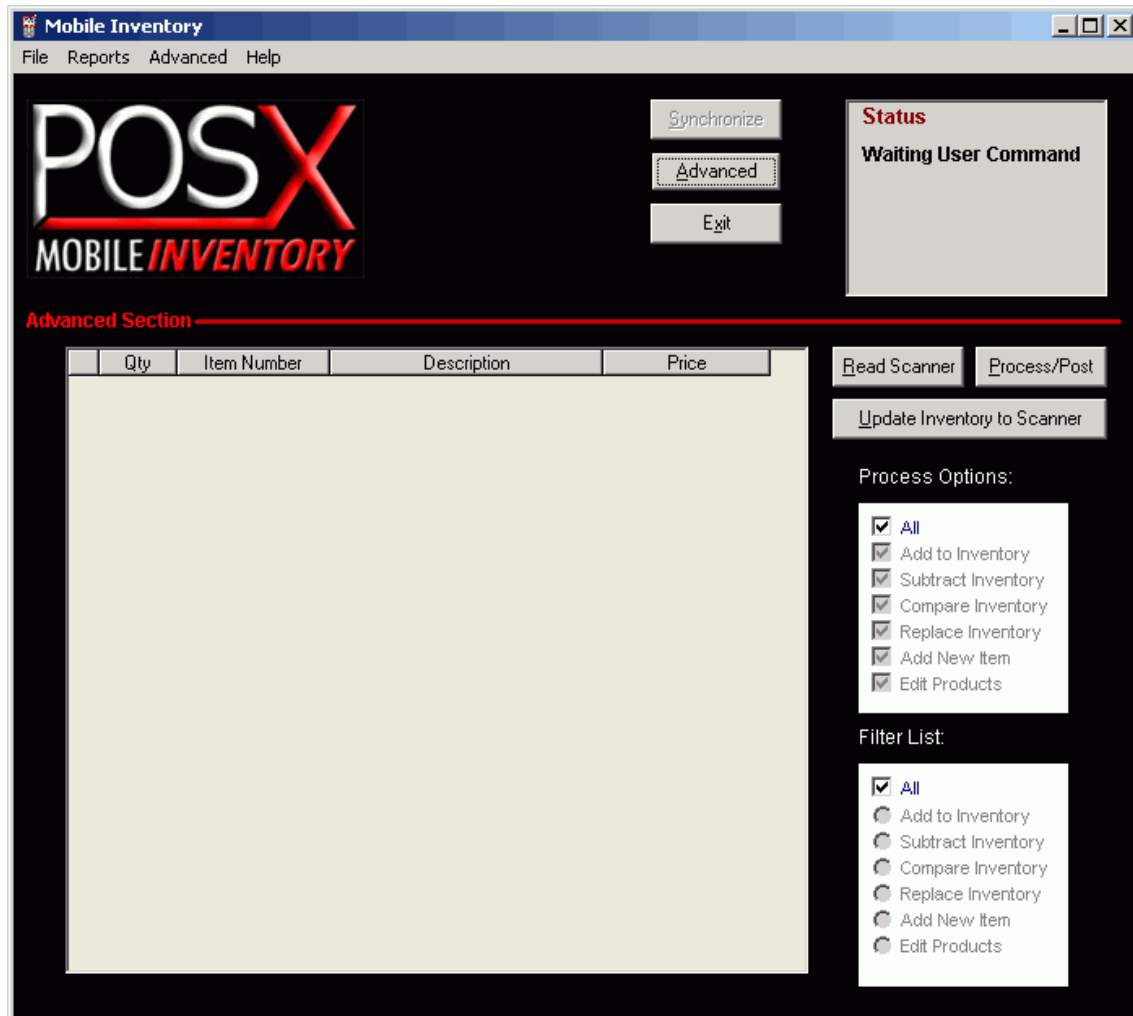 Mobile Inventory
File Reports Advanced Help
POSX
MOBILE INVENTORY
Synchronize
Advanced
Exit
Status
Waiting User Command
Advanced Section
Qty Item Number Description Price
Read Scanner Process/Post
Update Inventory to Scanner
Process Options:
All
Add to Inventory
Subtract Inventory
Compare Inventory
Replace Inventory
Add New Item
Edit Products
Filter List:
All
Add to Inventory
Subtract Inventory
Compare Inventory
Replace Inventory
Add New Item
Edit Products